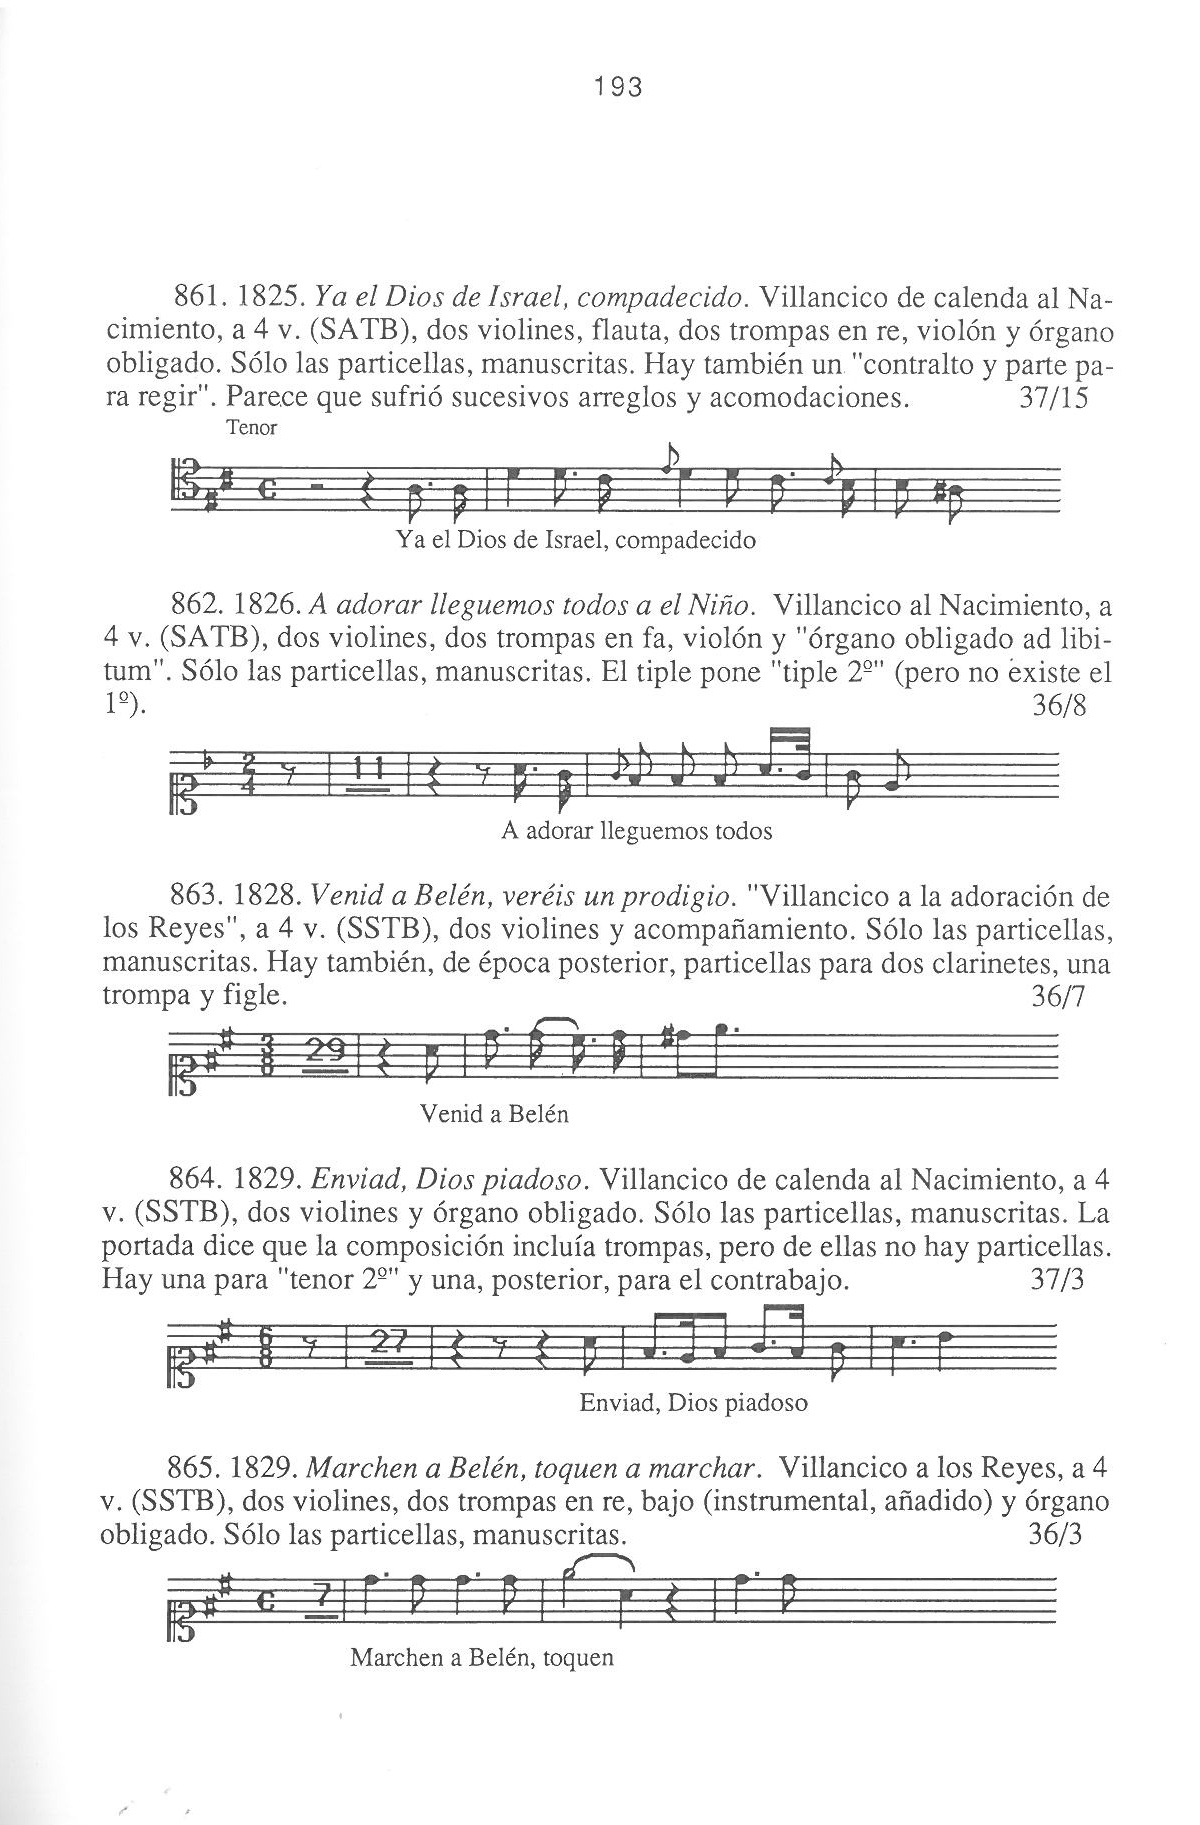 193
861. 1825. Ya el Dios de Israel, compadecido. Villancico de calenda al Na-
cimiento, a 4 v. (SATB), dos violines, flauta, dos trompas en re, violón y órgano
obligado. Sólo las particellas, manuscritas. Hay también un "contralto y parte pa-
ra regir". Parece que sufrió sucesivos arreglos y acomodaciones. 37/15
Tenor
Ya el Dios de Israel, compadecido
862. 1826. A adorar lleguemos todos a el Niño. Villancico al Nacimiento, a
4 v. (SATB), dos violines, dos trompas en fa, violón y "órgano obligado ad libi-
tum". Sólo las particellas, manuscritas. El tiple pone "tiple 2º" (pero no existe el
1º). 36/8
2/4 11
A adorar lleguemos todos
863. 1828. Venid a Belén, veréis un prodigio. "Villancico a la adoración de
los Reyes", a 4 v. (SSTB), dos violines y acompañamiento. Sólo las particellas,
manuscritas. Hay también, de época posterior, particellas para dos clarinetes, una
trompa y figle. 36/7
3/8 29
Venid a Belén
864. 1829. Enviad, Dios piadoso. Villancico de calenda al Nacimiento, a 4
v. (SSTB), dos violines y órgano obligado. Sólo las particellas, manuscritas. La
portada dice que la composición incluía trompas, pero de ellas no hay particellas.
Hay una para "tenor 2º" y una, posterior, para el contrabajo. 37/3
6/8 27
Enviad, Dios piadoso
865. 1829. Marchen a Belén, toquen a marchar. Villancico a los Reyes, a 4
v. (SSTB), dos violines, dos trompas en re, bajo (instrumental, añadido) y órgano
obligado. Sólo las particellas, manuscritas. 36/3
7
Marchen a Belén, toquen